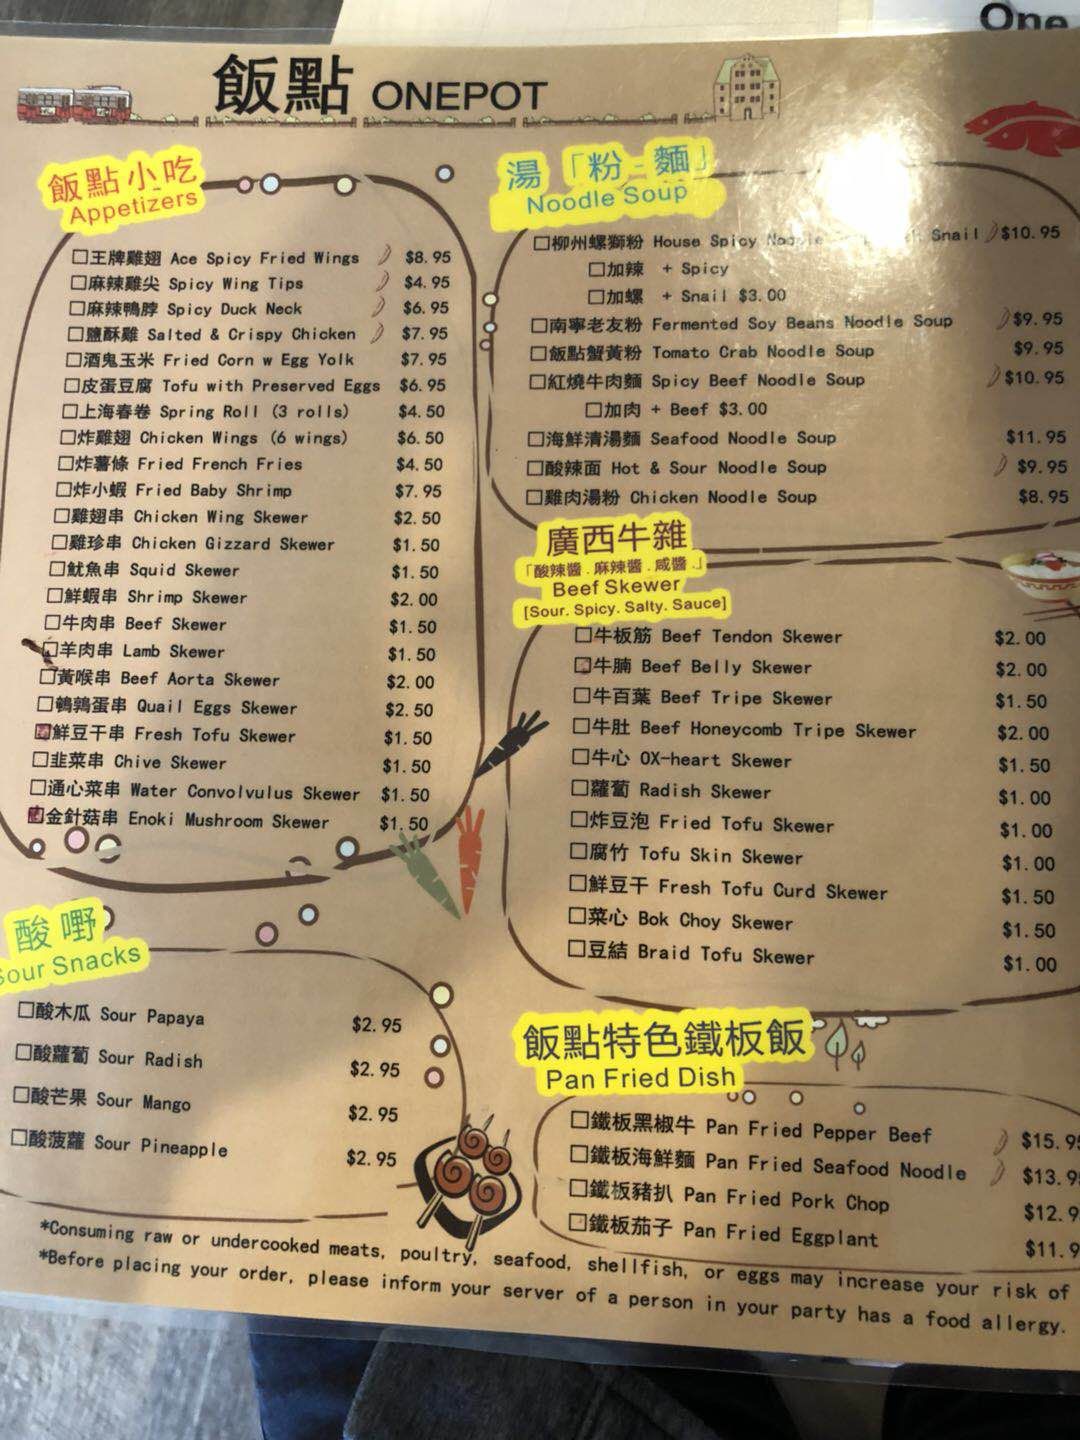 One
飯點 ONEPOT
飯點小吃
Appetizers
□王牌雞翅 Ace Spicy Fried Wings $8.95
□麻辣雞尖 Spicy Wing Tips $4.95
□麻辣鴨脖 Spicy Duck Neck $6.95
□鹽酥雞 Salted & Crispy Chicken $7.95
□酒鬼玉米 Fried Corn w Egg Yolk $7.95
□皮蛋豆腐 Tofu with Preserved Eggs $6.95
□上海春卷 Spring Roll (3 rolls) $4.50
□炸雞翅 Chicken Wings (6 wings) $6.50
□炸薯條 Fried French Fries $4.50
□炸小蝦 Fried Baby Shrimp $7.95
□雞翅串 Chicken Wing Skewer $2.50
□雞珍串 Chicken Gizzard Skewer $1.50
□魷魚串 Squid Skewer $1.50
□鮮蝦串 Shrimp Skewer $2.00
□牛肉串 Beef Skewer $1.50
□羊肉串 Lamb Skewer $1.50
□黃喉串 Beef Aorta Skewer $2.00
□鵪鶉蛋串 Quail Eggs Skewer $2.50
□鮮豆干串 Fresh Tofu Skewer $1.50
□韭菜串 Chive Skewer $1.50
□通心菜串 Water Convolvulus Skewer $1.50
□金針菇串 Enoki Mushroom Skewer $1.50
酸嘢
Sour Snacks
□酸木瓜 Sour Papaya $2.95
□酸蘿蔔 Sour Radish $2.95
□酸芒果 Sour Mango $2.95
□酸菠蘿 Sour Pineapple $2.95
湯「粉=麵」
Noodle Soup
□柳州螺獅粉 House Spicy Noodle Snail $10.95
□加辣 + Spicy
□加螺 + Snail $3.00
□南寧老友粉 Fermented Soy Beans Noodle Soup $9.95
□飯點蟹黃粉 Tomato Crab Noodle Soup $9.95
□紅燒牛肉麵 Spicy Beef Noodle Soup $10.95
□加肉 + Beef $3.00
□海鮮清湯麵 Seafood Noodle Soup $11.95
□酸辣面 Hot & Sour Noodle Soup $9.95
□雞肉湯粉 Chicken Noodle Soup $8.95
廣西牛雜
「酸辣醬.麻辣醬.咸醬.」
Beef Skewer
[Sour. Spicy. Salty. Sauce]
□牛板筋 Beef Tendon Skewer $2.00
□牛腩 Beef Belly Skewer $2.00
□牛百葉 Beef Tripe Skewer $1.50
□牛肚 Beef Honeycomb Tripe Skewer $2.00
□牛心 OX-heart Skewer $1.50
□蘿蔔 Radish Skewer $1.00
□炸豆泡 Fried Tofu Skewer $1.00
□腐竹 Tofu Skin Skewer $1.00
□鮮豆干 Fresh Tofu Curd Skewer $1.50
□菜心 Bok Choy Skewer $1.50
□豆結 Braid Tofu Skewer $1.00
飯點特色鐵板飯
Pan Fried Dish
□鐵板黑椒牛 Pan Fried Pepper Beef $15.95
□鐵板海鮮麵 Pan Fried Seafood Noodle $13.95
□鐵板豬扒 Pan Fried Pork Chop $12.9
□鐵板茄子 Pan Fried Eggplant $11.9
*Consuming raw or undercooked meats, poultry, seafood, shellfish, or eggs may increase your risk of
*Before placing your order, please inform your server of a person in your party has a food allergy.